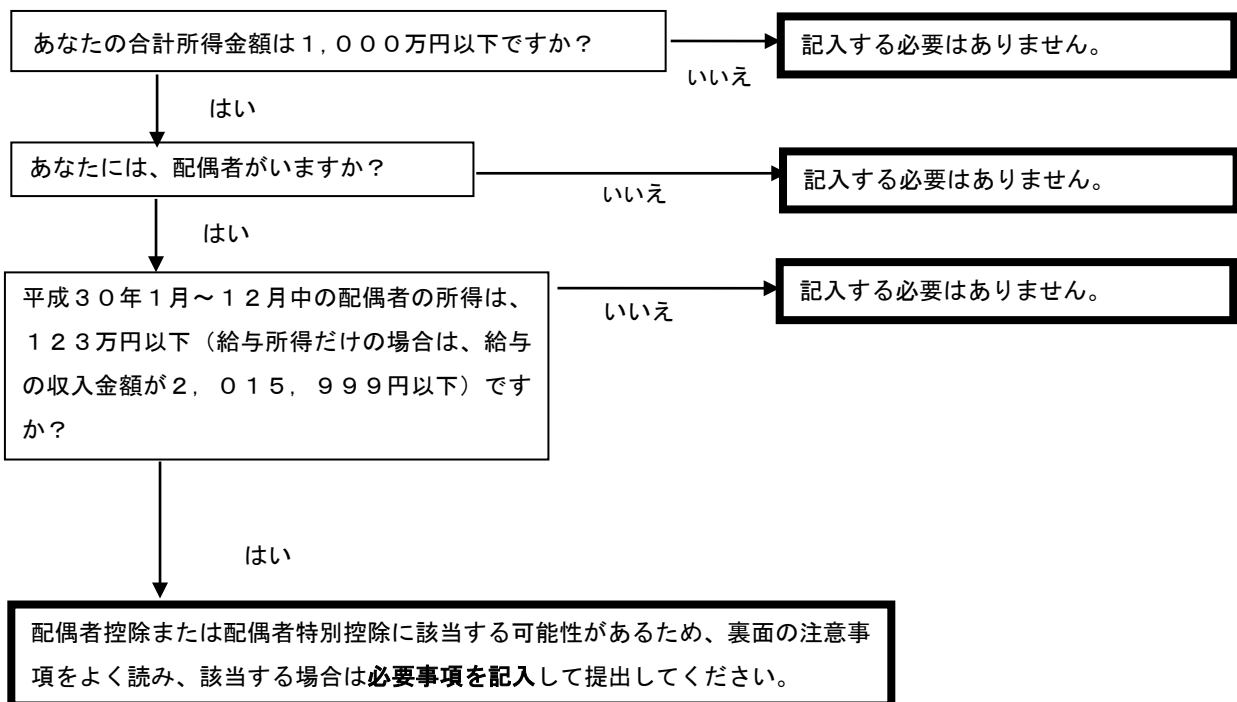 あなたの合計所得金額は１，０００万円以下ですか？
記入する必要はありません。
いいえ
はい
あなたには、配偶者がいますか？
記入する必要はありません。
いいえ
はい
平成３０年１月～１２月中の配偶者の所得は、
１２３万円以下（給与所得だけの場合は、給与
の収入金額が２，０１５，９９９円以下）です
か？
記入する必要はありません。
いいえ
はい
配偶者控除または配偶者特別控除に該当する可能性があるため、裏面の注意事
項をよく読み、該当する場合は必要事項を記入して提出してください。